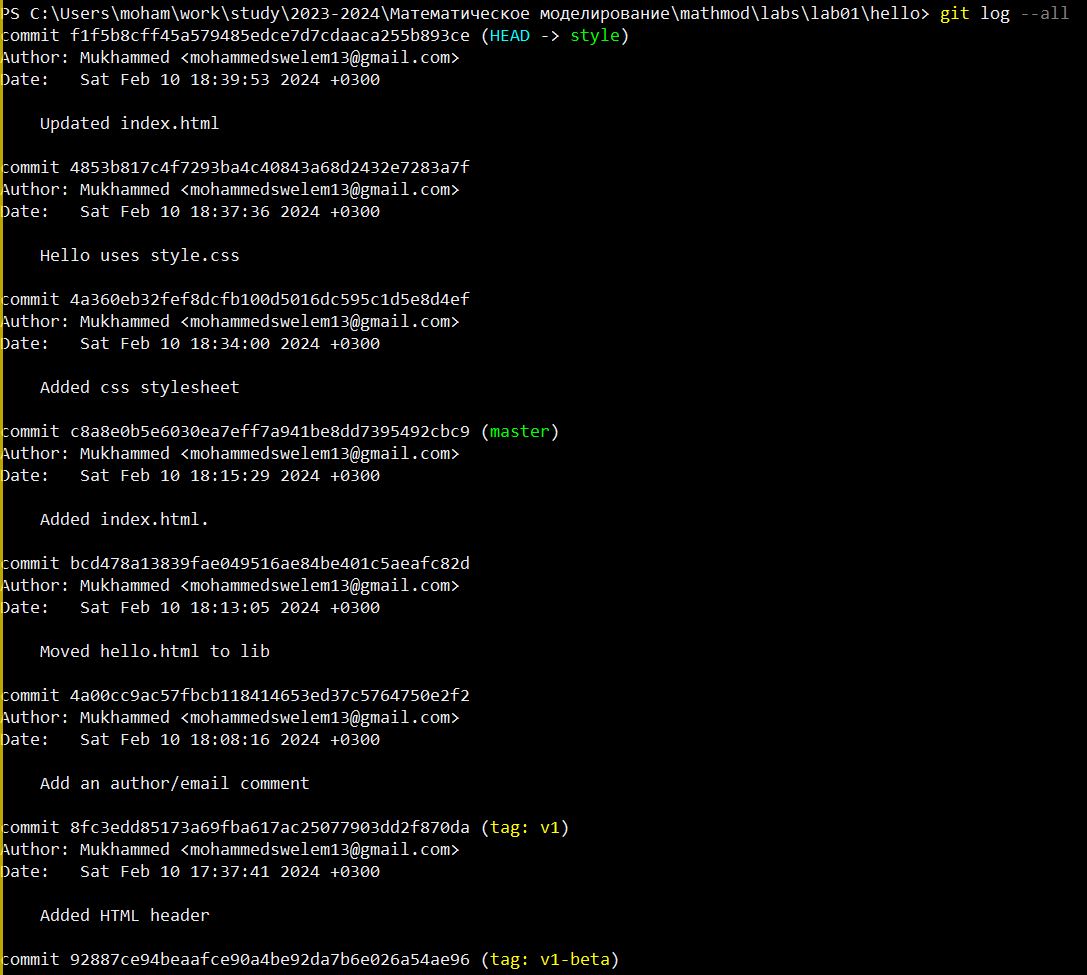 PS C:\Users\moham\work\study\2023-2024\Математическое моделирование\mathmod\labs\lab01\hello> git log --all
commit f1f5b8cff45a579485edce7d7cdaaca255b893ce (HEAD -> style)
Author: Mukhammed <mohammedswelem13@gmail.com>
Date:   Sat Feb 10 18:39:53 2024 +0300

    Updated index.html

commit 4853b817c4f7293ba4c40843a68d2432e7283a7f
Author: Mukhammed <mohammedswelem13@gmail.com>
Date:   Sat Feb 10 18:37:36 2024 +0300

    Hello uses style.css

commit 4a360eb32fef8dcfb100d5016dc595c1d5e8d4ef
Author: Mukhammed <mohammedswelem13@gmail.com>
Date:   Sat Feb 10 18:34:00 2024 +0300

    Added css stylesheet

commit c8a8e0b5e6030ea7eff7a941be8dd7395492cbc9 (master)
Author: Mukhammed <mohammedswelem13@gmail.com>
Date:   Sat Feb 10 18:15:29 2024 +0300

    Added index.html.

commit bcd478a13839fae049516ae84be401c5aeafc82d
Author: Mukhammed <mohammedswelem13@gmail.com>
Date:   Sat Feb 10 18:13:05 2024 +0300

    Moved hello.html to lib

commit 4a00cc9ac57fbcb118414653ed37c5764750e2f2
Author: Mukhammed <mohammedswelem13@gmail.com>
Date:   Sat Feb 10 18:08:16 2024 +0300

    Add an author/email comment

commit 8fc3edd85173a69fba617ac25077903dd2f870da (tag: v1)
Author: Mukhammed <mohammedswelem13@gmail.com>
Date:   Sat Feb 10 17:37:41 2024 +0300

    Added HTML header

commit 92887ce94beaafce90a4be92da7b6e026a54ae96 (tag: v1-beta)